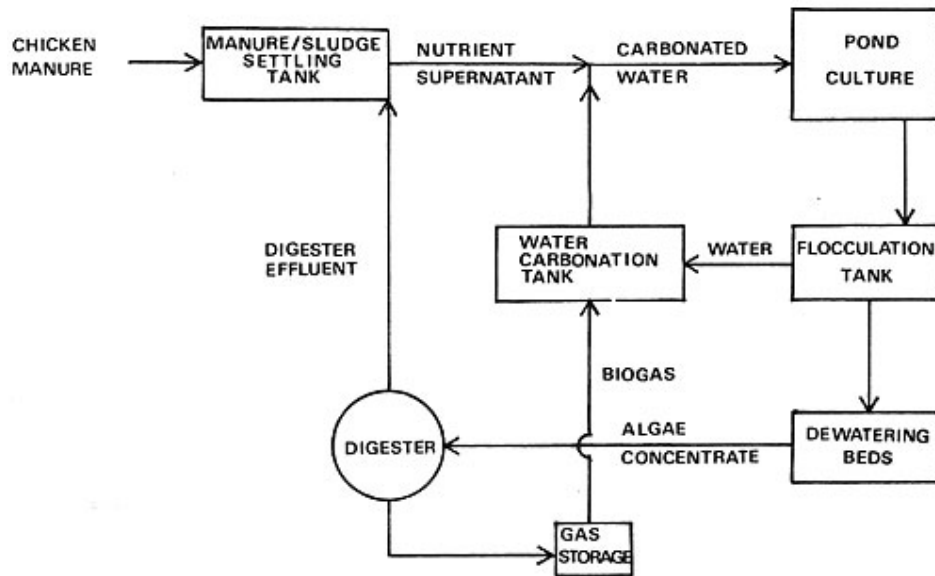 CHICKEN
MANURE
MANURE/SLUDGE
SETTLING
TANK
NUTRIENT
SUPERNATANT
CARBONATED
WATER
POND
CULTURE
DIGESTER
EFFLUENT
WATER
CARBONATION
TANK
WATER
FLOCCULATION
TANK
BIOGAS
DIGESTER
ALGAE
CONCENTRATE
DEWATERING
BEDS
GAS
STORAGE